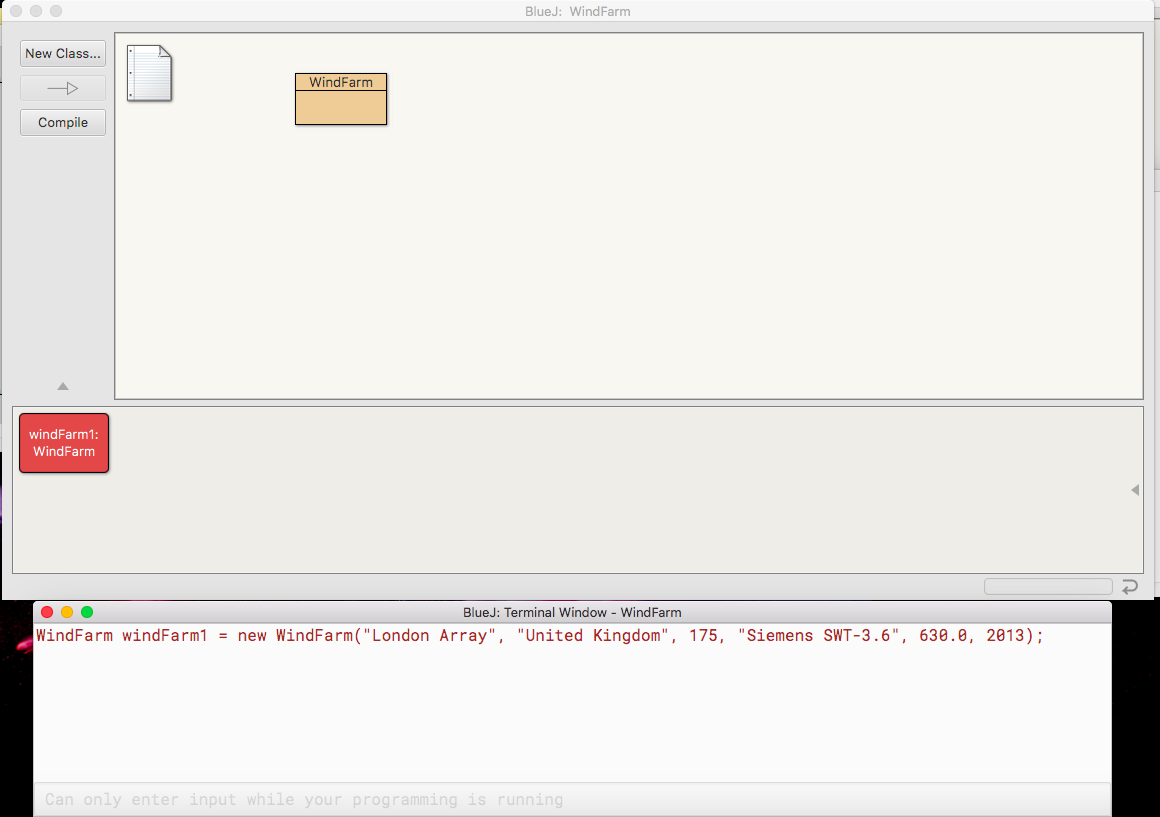 BlueJ:  WindFarm
New Class...
Compile
WindFarm
windFarm1:
WindFarm
BlueJ: Terminal Window - WindFarm
WindFarm windFarm1 = new WindFarm("London Array", "United Kingdom", 175, "Siemens SWT-3.6", 630.0, 2013);
Can only enter input while your programming is running